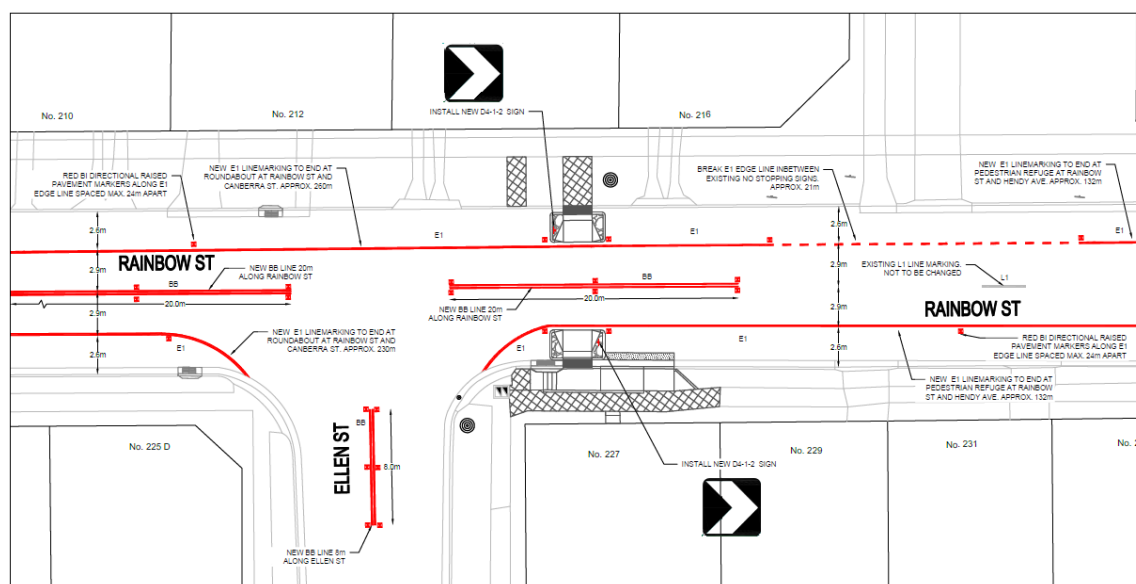 No. 210
No. 212
No. 216
INSTALL NEW D4-1-2 SIGN
RED BI DIRECTIONAL RAISED
PAVEMENT MARKERS ALONG E1
EDGE LINE SPACED MAX. 24m APART
NEW E1 LINEMARKING TO END AT
ROUNDABOUT AT RAINBOW ST AND
CANBERRA ST. APPROX. 260m
BREAK E1 EDGE LINE INBETWEEN
EXISTING NO STOPPING SIGNS.
APPROX. 21m
NEW E1 LINEMARKING TO END AT
PEDESTRIAN REFUGE AT RAINBOW
ST AND HENDY AVE. APPROX. 132m
2.6m
E1
E1
2.6m
E1
RAINBOW ST
2.9m
NEW BB LINE 20m
ALONG RAINBOW ST
BB
20.0m
BB
20.0m
NEW BB LINE 20m
ALONG RAINBOW ST
2.9m
EXISTING L1 LINE MARKING.
NOT TO BE CHANGED
L1
RAINBOW ST
2.9m
2.9m
2.6m
E1
NEW E1 LINEMARKING TO END AT
ROUNDABOUT AT RAINBOW ST AND
CANBERRA ST. APPROX. 230m
E1
E1
2.6m
RED BI DIRECTIONAL RAISED
PAVEMENT MARKERS ALONG E1
EDGE LINE SPACED MAX. 24m APART
NEW E1 LINEMARKING TO END AT
PEDESTRIAN REFUGE AT RAINBOW
ST AND HENDY AVE. APPROX. 132m
No. 225 D
ELLEN ST
BB
8.0m
NEW BB LINE 8m
ALONG ELLEN ST
No. 227
No. 229
No. 231
No. 2
INSTALL NEW D4-1-2 SIGN